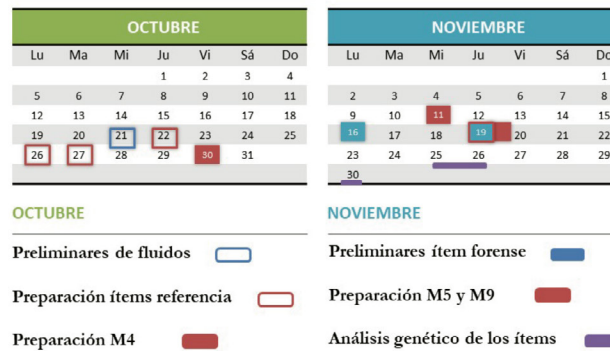 OCTUBRE
Lu Ma Mi Ju Vi Sá Do
1 2 3 4
5 6 7 8 9 10 11
12 13 14 15 16 17 18
19 20 21 22 23 24 25
26 27 28 29 30 31
NOVIEMBRE
Lu Ma Mi Ju Vi Sá Do
1
2 3 4 5 6 7 8
9 10 11 12 13 14 15
16 17 18 19 20 21 22
23 24 25 26 27 28 29
30
OCTUBRE
Preliminares de fluidos
Preparación ítems referencia
Preparación M4
NOVIEMBRE
Preliminares ítem forense
Preparación M5 y M9
Análisis genético de los ítems